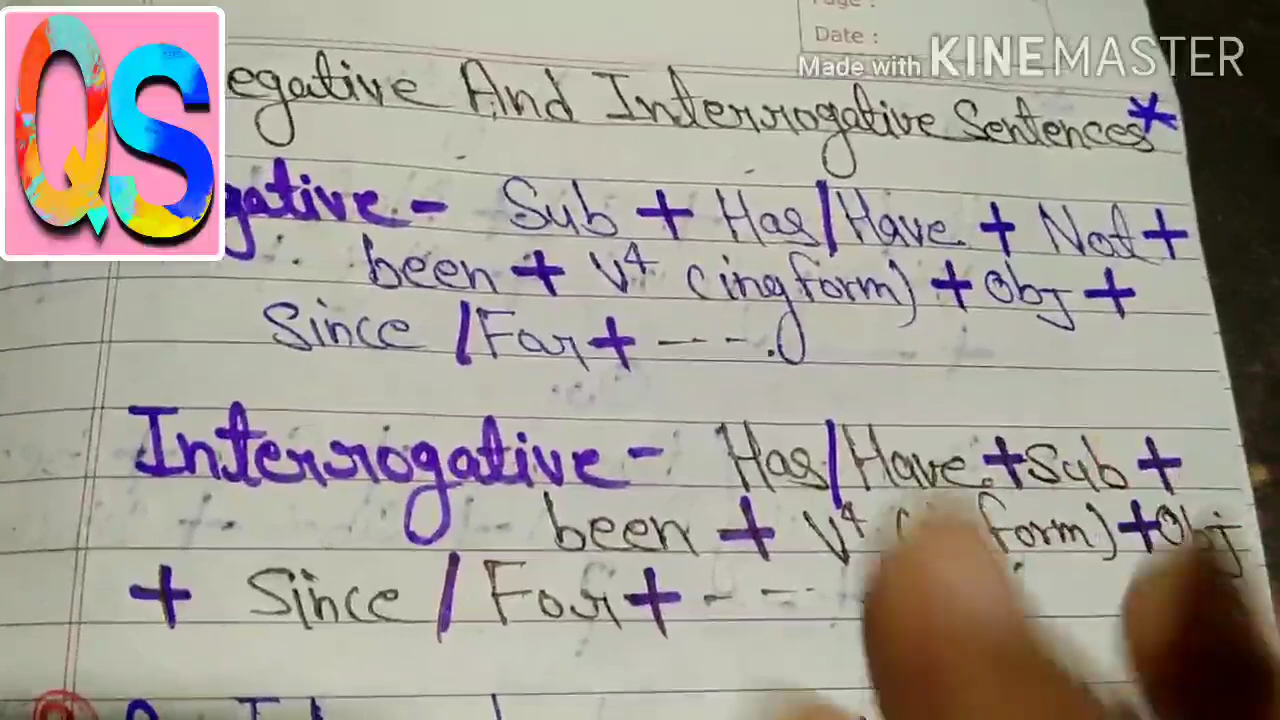 Page :
Date :
Made with KINEMASTER
QS
egative And Interrogative Sentences*
gative - Sub + Has/Have + Not +
been + V4 (ing form) + Obj +
Since / For + ----.
Interrogative - Has/Have + Sub +
been + V4 ( form) + Obj
+ Since / For + ---